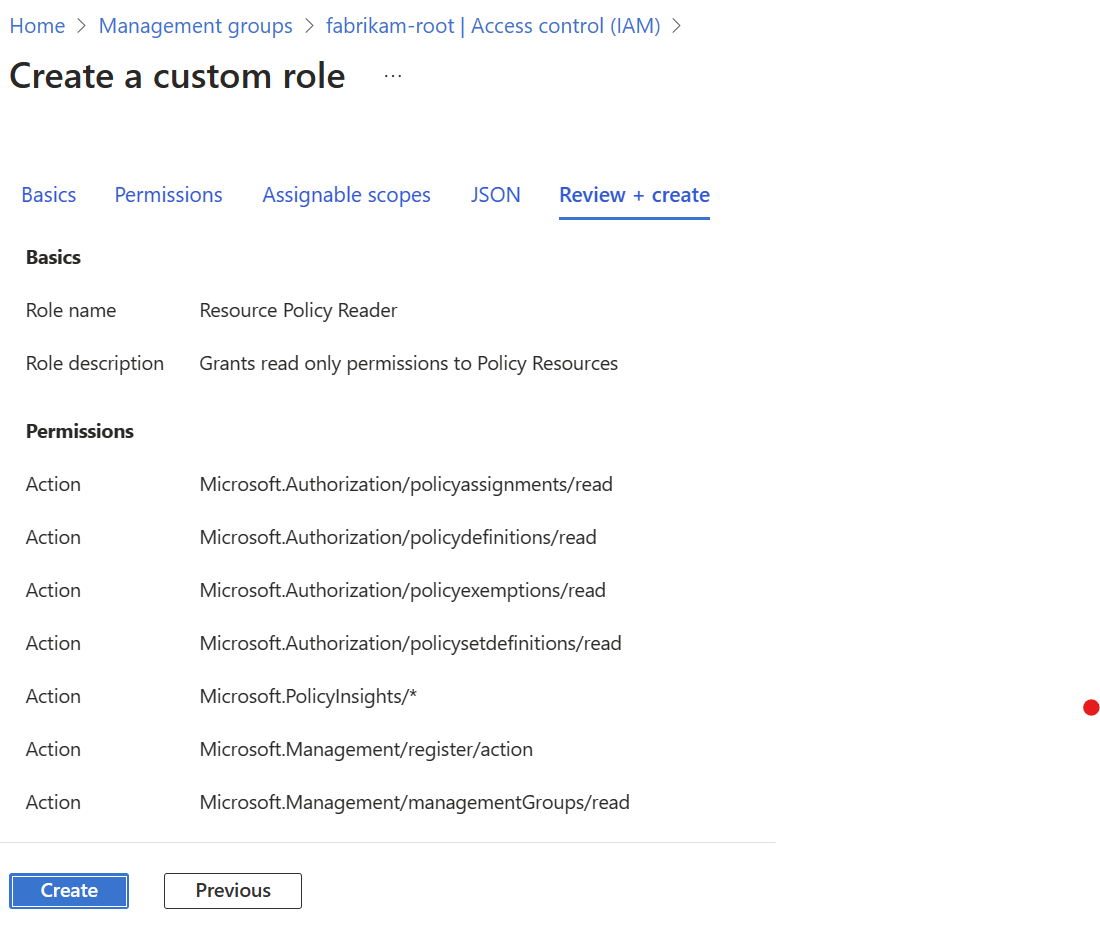 Home > Management groups > fabrikam-root | Access control (IAM) >
Create a custom role ...
Basics Permissions Assignable scopes JSON Review + create
Basics
Role name Resource Policy Reader
Role description Grants read only permissions to Policy Resources
Permissions
Action Microsoft.Authorization/policyassignments/read
Action Microsoft.Authorization/policydefinitions/read
Action Microsoft.Authorization/policyexemptions/read
Action Microsoft.Authorization/policysetdefinitions/read
Action Microsoft.PolicyInsights/*
Action Microsoft.Management/register/action
Action Microsoft.Management/managementGroups/read
Create Previous